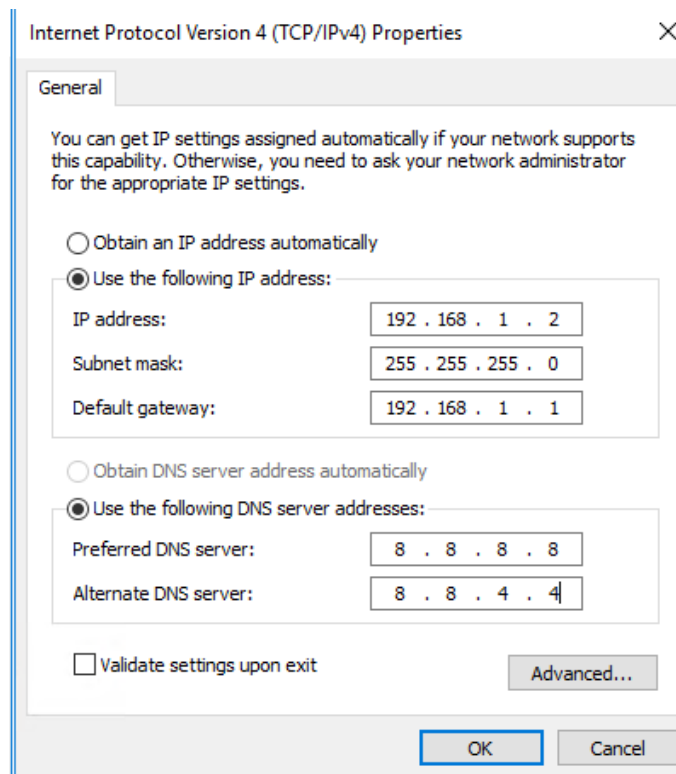 Internet Protocol Version 4 (TCP/IPv4) Properties
General
You can get IP settings assigned automatically if your network supports
this capability. Otherwise, you need to ask your network administrator
for the appropriate IP settings.
Obtain an IP address automatically
Use the following IP address:
IP address: 192 . 168 . 1 . 2
Subnet mask: 255 . 255 . 255 . 0
Default gateway: 192 . 168 . 1 . 1
Obtain DNS server address automatically
Use the following DNS server addresses:
Preferred DNS server: 8 . 8 . 8 . 8
Alternate DNS server: 8 . 8 . 4 . 4
Validate settings upon exit
Advanced...
OK Cancel